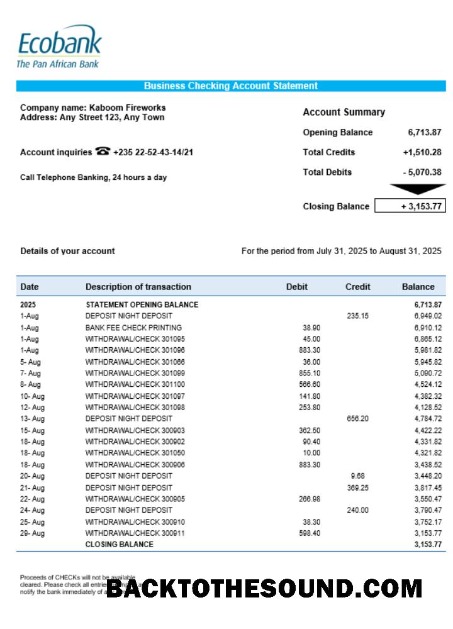 Ecobank
The Pan African Bank
Business Checking Account Statement
Company name: Kaboom Fireworks
Address: Any Street 123, Any Town
Account inquiries ☎ +235 22-52-43-14/21
Call Telephone Banking, 24 hours a day
Account Summary
Opening Balance 6,713.87
Total Credits +1,510.28
Total Debits - 5,070.38
Closing Balance + 3,153.77
Details of your account For the period from July 31, 2025 to August 31, 2025
Date Description of transaction Debit Credit Balance
2025 STATEMENT OPENING BALANCE 6,713.87
1-Aug DEPOSIT NIGHT DEPOSIT 235.15 6,949.02
1-Aug BANK FEE CHECK PRINTING 38.90 6,910.12
1-Aug WITHDRAWAL/CHECK 301095 45.00 6,865.12
1-Aug WITHDRAWAL/CHECK 301096 883.30 5,981.82
5- Aug WITHDRAWAL/CHECK 301066 36.00 5,945.82
7- Aug WITHDRAWAL/CHECK 301099 855.10 5,090.72
8- Aug WITHDRAWAL/CHECK 301100 566.60 4,524.12
10- Aug WITHDRAWAL/CHECK 301097 141.80 4,382.32
12- Aug WITHDRAWAL/CHECK 301098 253.80 4,128.52
13- Aug DEPOSIT NIGHT DEPOSIT 656.20 4,784.72
15- Aug WITHDRAWAL/CHECK 300903 362.50 4,422.22
18- Aug WITHDRAWAL/CHECK 300902 90.40 4,331.82
18- Aug WITHDRAWAL/CHECK 301050 10.00 4,321.82
18- Aug WITHDRAWAL/CHECK 300906 883.30 3,438.52
20- Aug DEPOSIT NIGHT DEPOSIT 9.68 3,448.20
21- Aug DEPOSIT NIGHT DEPOSIT 369.25 3,817.45
22- Aug WITHDRAWAL/CHECK 300905 266.98 3,550.47
24- Aug DEPOSIT NIGHT DEPOSIT 240.00 3,790.47
25- Aug WITHDRAWAL/CHECK 300910 38.30 3,752.17
29- Aug WITHDRAWAL/CHECK 300911 598.40 3,153.77
CLOSING BALANCE 3,153.77
Proceeds of CHECKs will not be available
cleared. Please check all entries
notify the bank immediately of
BACKTOTHESOUND.COM